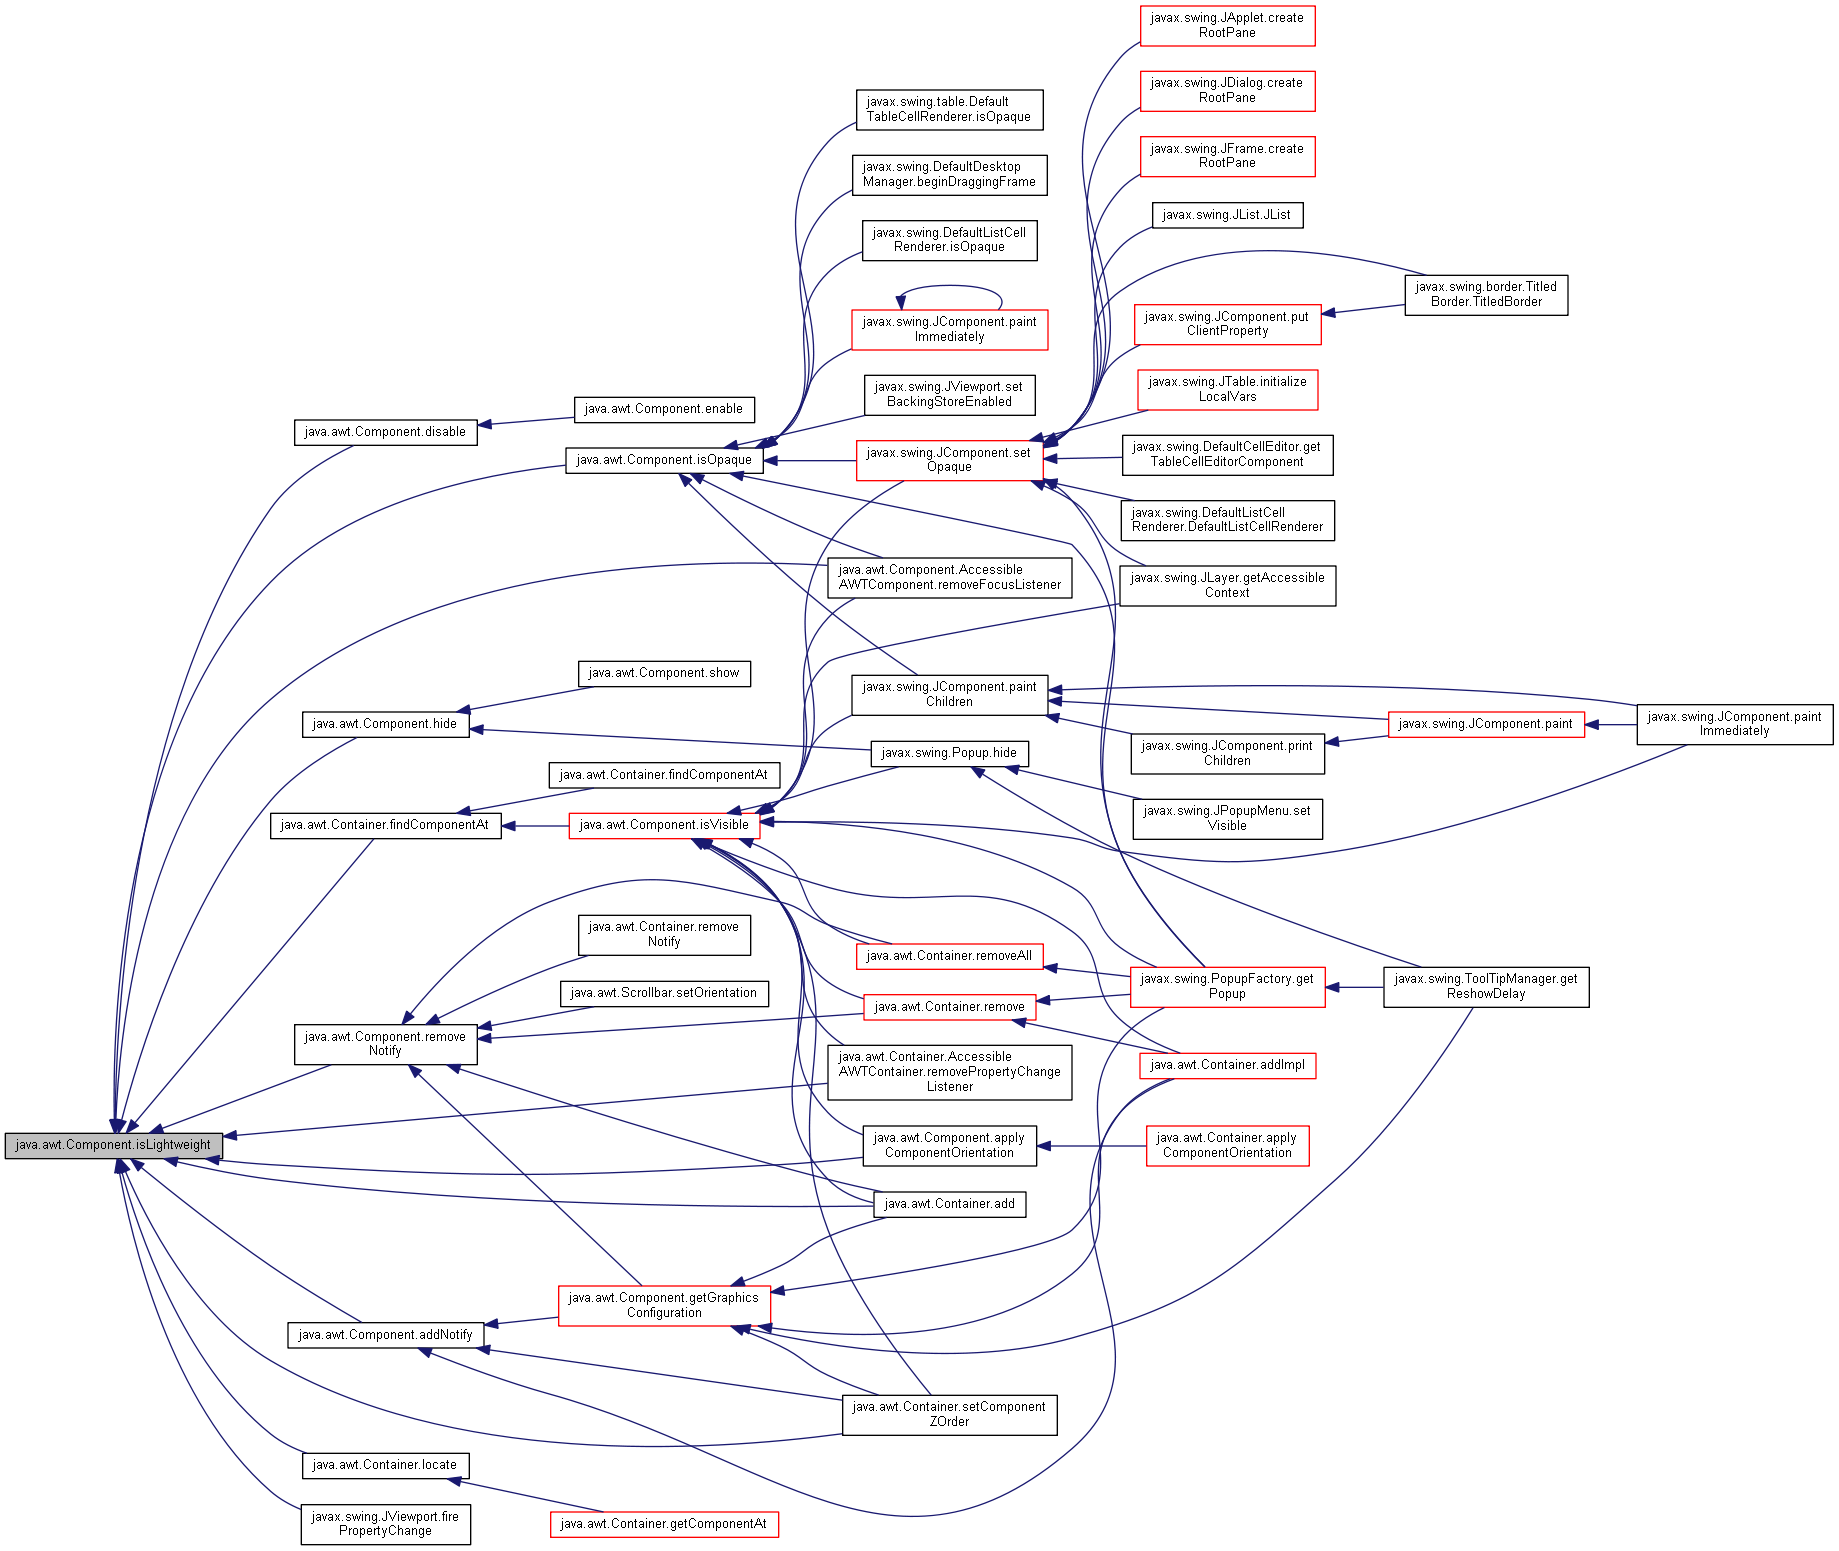 javax.swing.JApplet.create
RootPane
javax.swing.JDialog.create
RootPane
javax.swing.table.Default
TableCellRenderer.isOpaque
javax.swing.JFrame.create
RootPane
javax.swing.DefaultDesktop
Manager.beginDraggingFrame
javax.swing.JList.JList
javax.swing.DefaultListCell
Renderer.isOpaque
javax.swing.border.Titled
Border.TitledBorder
javax.swing.JComponent.paint
Immediately
javax.swing.JComponent.put
ClientProperty
javax.swing.JViewport.set
BackingStoreEnabled
javax.swing.JTable.initialize
LocalVars
java.awt.Component.enable
java.awt.Component.disable
java.awt.Component.isOpaque
javax.swing.JComponent.set
Opaque
javax.swing.DefaultCellEditor.get
TableCellEditorComponent
javax.swing.DefaultListCell
Renderer.DefaultListCellRenderer
java.awt.Component.Accessible
AWTComponent.removeFocusListener
javax.swing.JLayer.getAccessible
Context
java.awt.Component.show
javax.swing.JComponent.paint
Children
java.awt.Component.hide
javax.swing.JComponent.paint
javax.swing.JComponent.paint
Immediately
javax.swing.Popup.hide
javax.swing.JComponent.print
Children
java.awt.Container.findComponentAt
java.awt.Container.findComponentAt
java.awt.Component.isVisible
javax.swing.JPopupMenu.set
Visible
java.awt.Container.remove
Notify
java.awt.Container.removeAll
java.awt.Scrollbar.setOrientation
javax.swing.PopupFactory.get
Popup
javax.swing.ToolTipManager.get
ReshowDelay
java.awt.Container.remove
java.awt.Component.remove
Notify
java.awt.Container.Accessible
AWTContainer.removePropertyChange
Listener
java.awt.Container.addImpl
java.awt.Component.isLightweight
java.awt.Component.apply
ComponentOrientation
java.awt.Container.apply
ComponentOrientation
java.awt.Container.add
java.awt.Component.getGraphics
Configuration
java.awt.Component.addNotify
java.awt.Container.setComponent
ZOrder
java.awt.Container.locate
javax.swing.JViewport.fire
PropertyChange
java.awt.Container.getComponentAt